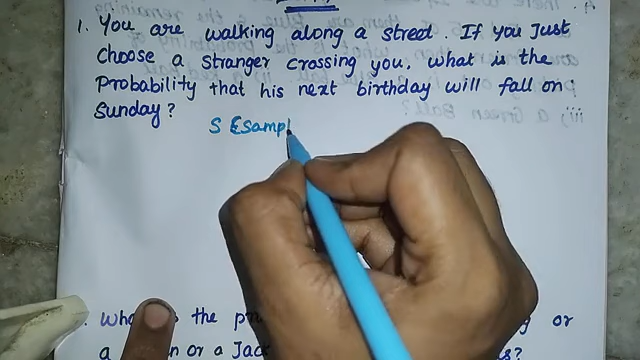 1. You are walking along a street. If you Just
Choose a stranger crossing you, what is the
Probability that his next birthday will fall on
Sunday?
S (Sampl
the
or
a or a Jac